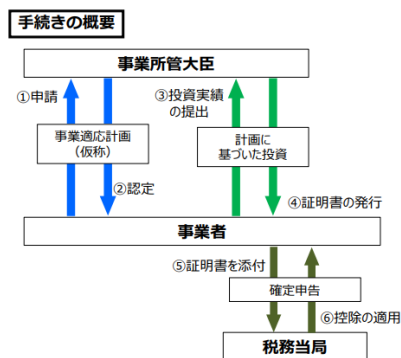 手続きの概要
事業所管大臣
①申請
③投資実績
の提出
事業適応計画
（仮称）
計画に
基づいた投資
②認定
④証明書の発行
事業者
⑤証明書を添付
確定申告
⑥控除の適用
税務当局